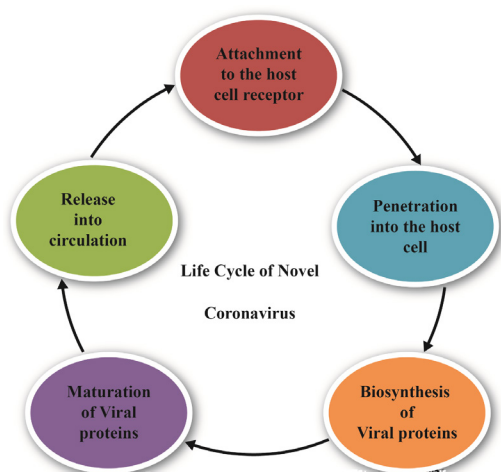 Attachment
to the host
cell receptor
Penetration
into the host
cell
Biosynthesis
of
Viral proteins
Maturation
of Viral
proteins
Release
into
circulation
Life Cycle of Novel
Coronavirus